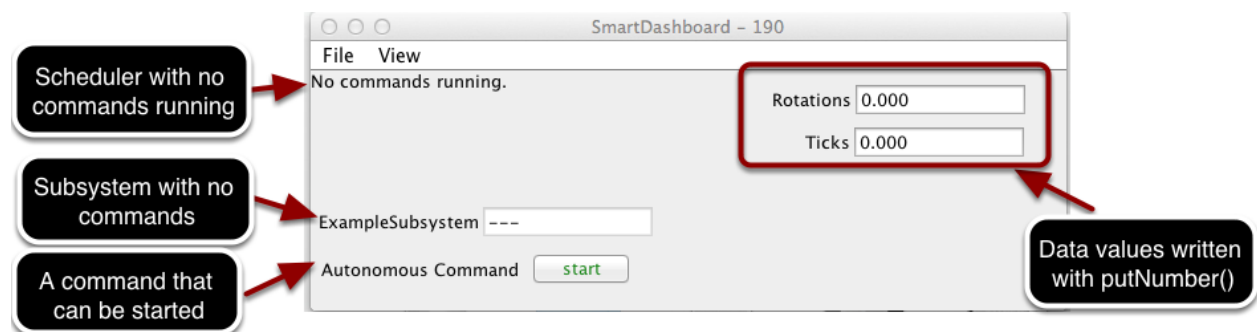 SmartDashboard – 190
File View
Scheduler with no
commands running
No commands running.
Rotations 0.000
Ticks 0.000
Subsystem with no
commands
ExampleSubsystem ---
Data values written
with putNumber()
Autonomous Command start
A command that
can be started